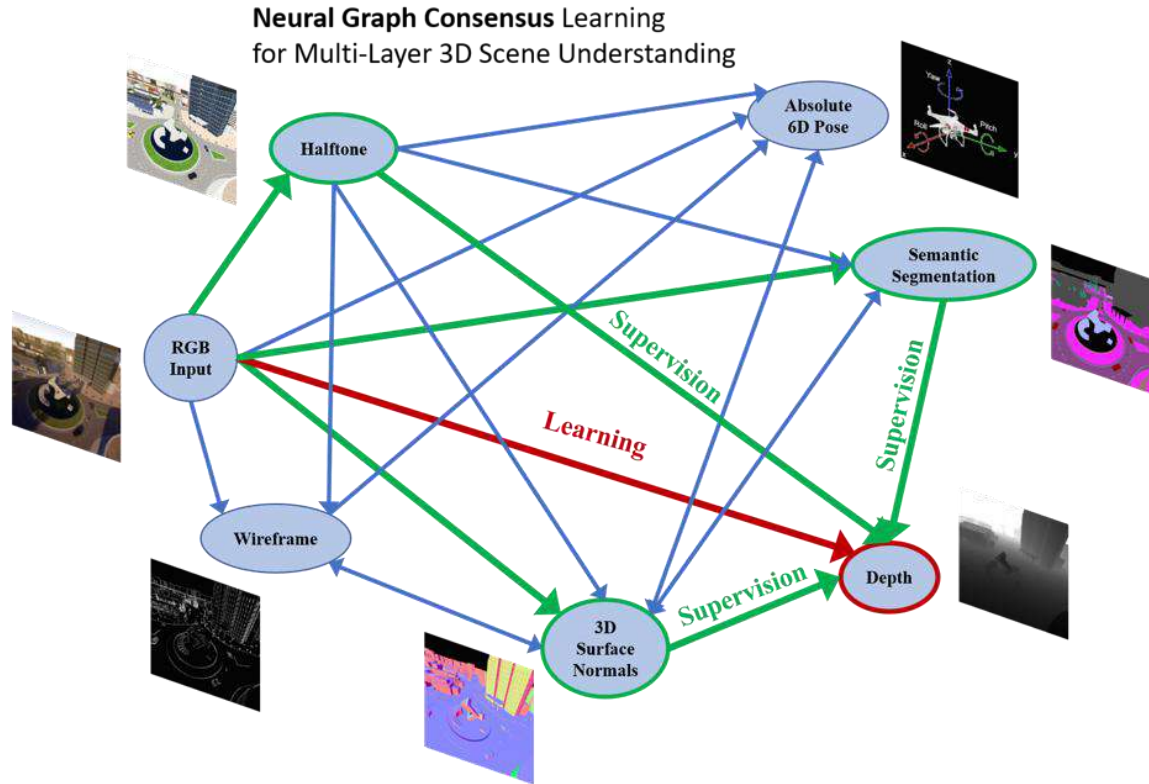 Neural Graph Consensus Learning
for Multi-Layer 3D Scene Understanding
Absolute
6D Pose
Z
Yaw
Roll
Pitch
X
Y
Halftone
Semantic
Segmentation
RGB
Input
Supervision
Supervision
Learning
Wireframe
Depth
Supervision
3D
Surface
Normals